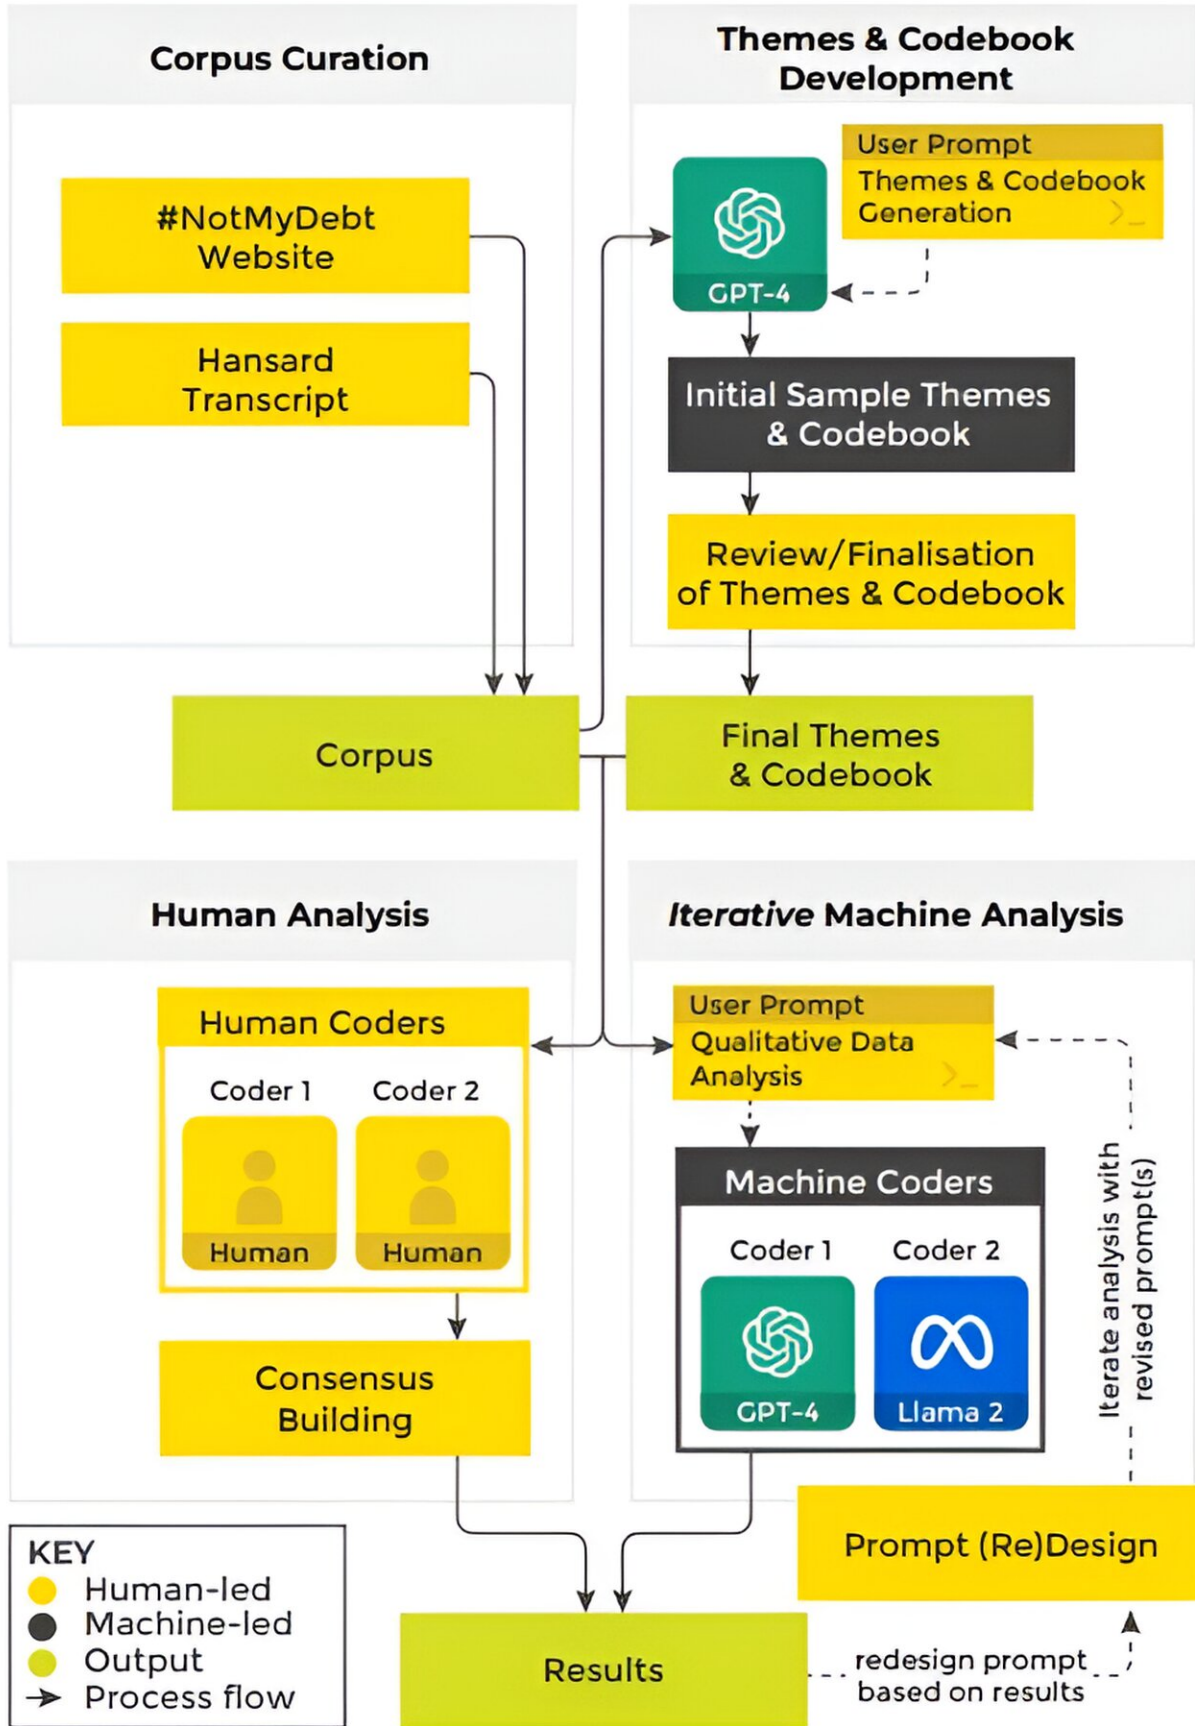 Corpus Curation
#NotMyDebt
Website
Hansard
Transcript
Themes & Codebook
Development
User Prompt
Themes & Codebook
Generation >_
GPT-4
Initial Sample Themes
& Codebook
Review/Finalisation
of Themes & Codebook
Corpus
Final Themes
& Codebook
Human Analysis
Human Coders
Coder 1 Coder 2
Human Human
Consensus
Building
Iterative Machine Analysis
User Prompt
Qualitative Data
Analysis >_
Machine Coders
Coder 1 Coder 2
GPT-4 Llama 2
Iterate analysis with
revised prompt(s)
Prompt (Re)Design
redesign prompt
based on results
Results
KEY
Human-led
Machine-led
Output
Process flow